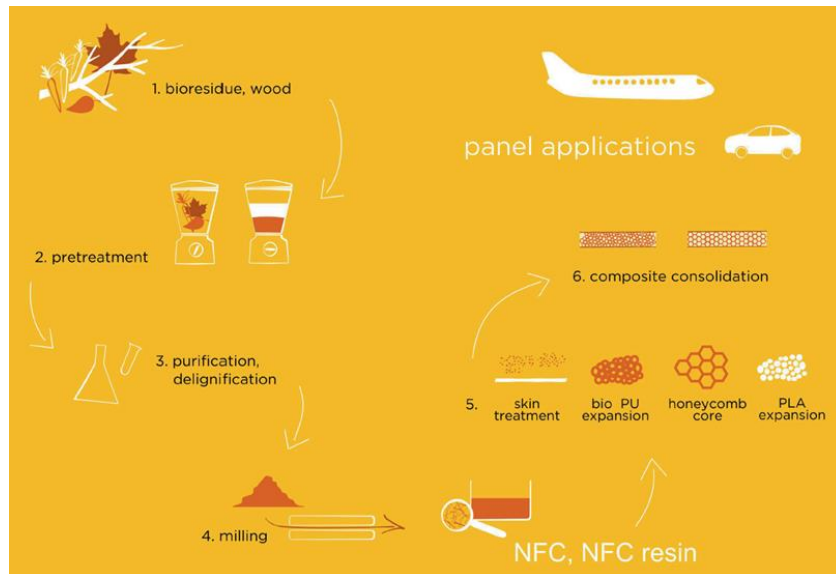 1. bioresidue, wood
2. pretreatment
3. purification,
delignification
4. milling
NFC, NFC resin
5.
skin
treatment
bio PU
expansion
honeycomb
core
PLA
expansion
6. composite consolidation
panel applications